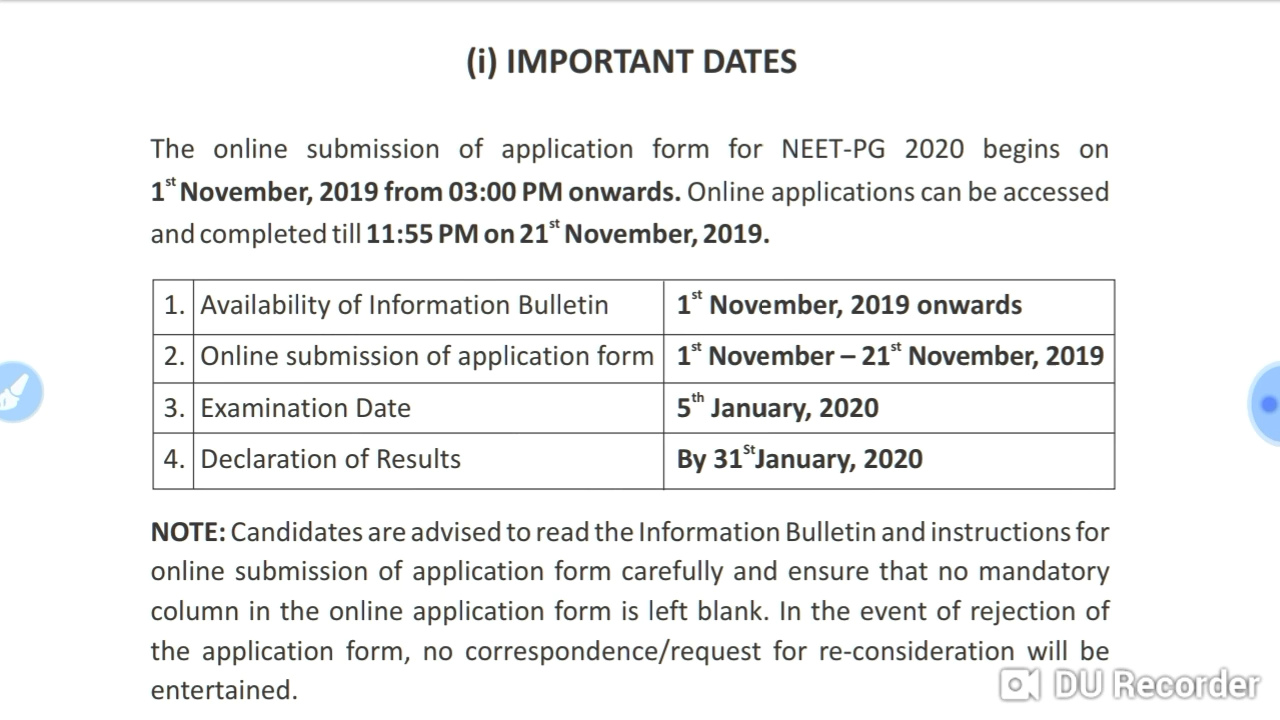 (i) IMPORTANT DATES
The online submission of application form for NEET-PG 2020 begins on
1st November, 2019 from 03:00 PM onwards. Online applications can be accessed
and completed till 11:55 PM on 21st November, 2019.
1. Availability of Information Bulletin 1st November, 2019 onwards
2. Online submission of application form 1st November – 21st November, 2019
3. Examination Date 5th January, 2020
4. Declaration of Results By 31St January, 2020
NOTE: Candidates are advised to read the Information Bulletin and instructions for
online submission of application form carefully and ensure that no mandatory
column in the online application form is left blank. In the event of rejection of
the application form, no correspondence/request for re-consideration will be
entertained.
DU Recorder